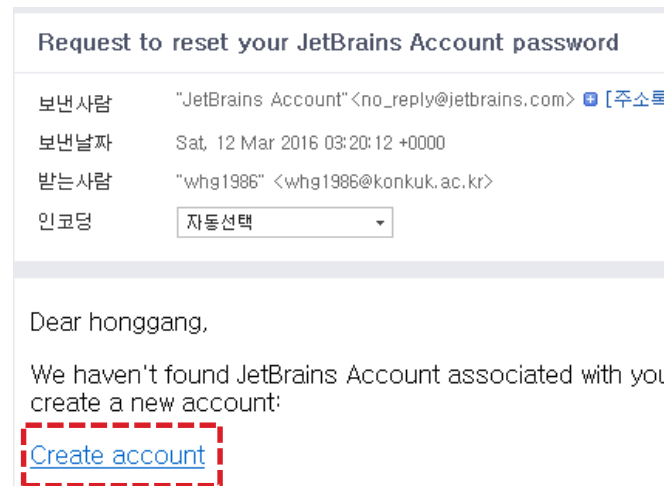 Request to reset your JetBrains Account password
보낸사람 "JetBrains Account"<no_reply@jetbrains.com> [주소록
보낸날짜 Sat, 12 Mar 2016 03:20:12 +0000
받는사람 "whg1986" <whg1986@konkuk.ac.kr>
인코딩 자동선택
Dear honggang,
We haven't found JetBrains Account associated with you
create a new account:
Create account